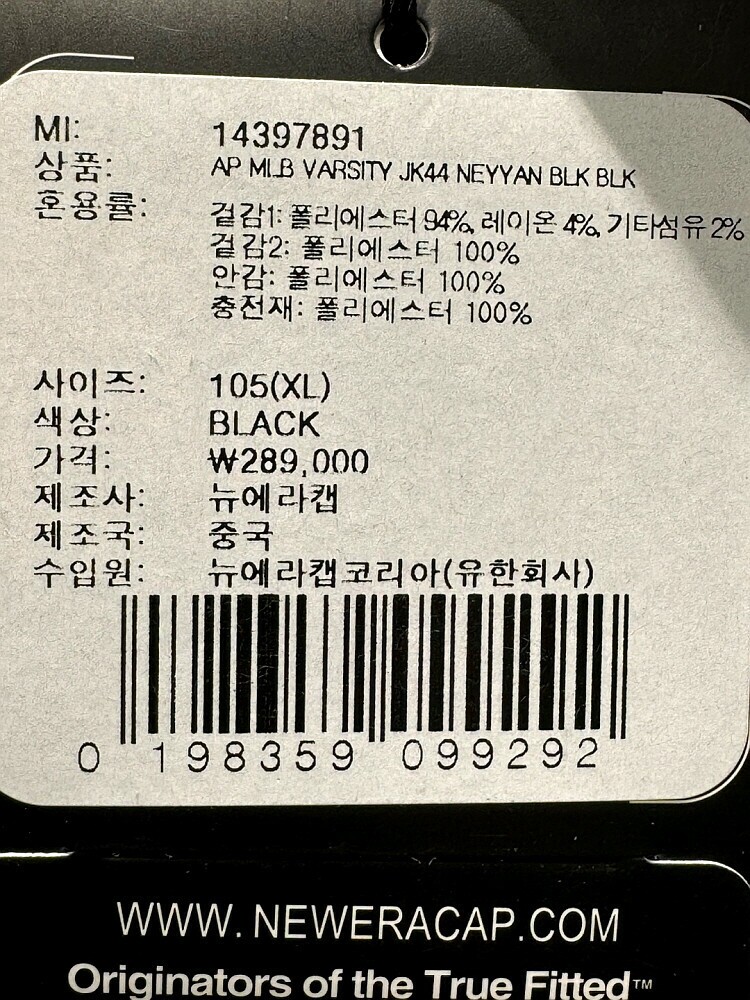 MI: 14397891
상품: AP MLB VARSITY JK44 NEYYAN BLK BLK
혼용률: 겉감1: 폴리에스터 94%, 레이온 4%, 기타섬유 2%
겉감2: 폴리에스터 100%
안감: 폴리에스터 100%
충전재: 폴리에스터 100%
사이즈: 105(XL)
색상: BLACK
가격: ₩289,000
제조사: 뉴에라캡
제조국: 중국
수입원: 뉴에라캡코리아(유한회사)
0 198359 099292
WWW.NEWERACAP.COM
Originators of the True Fitted™